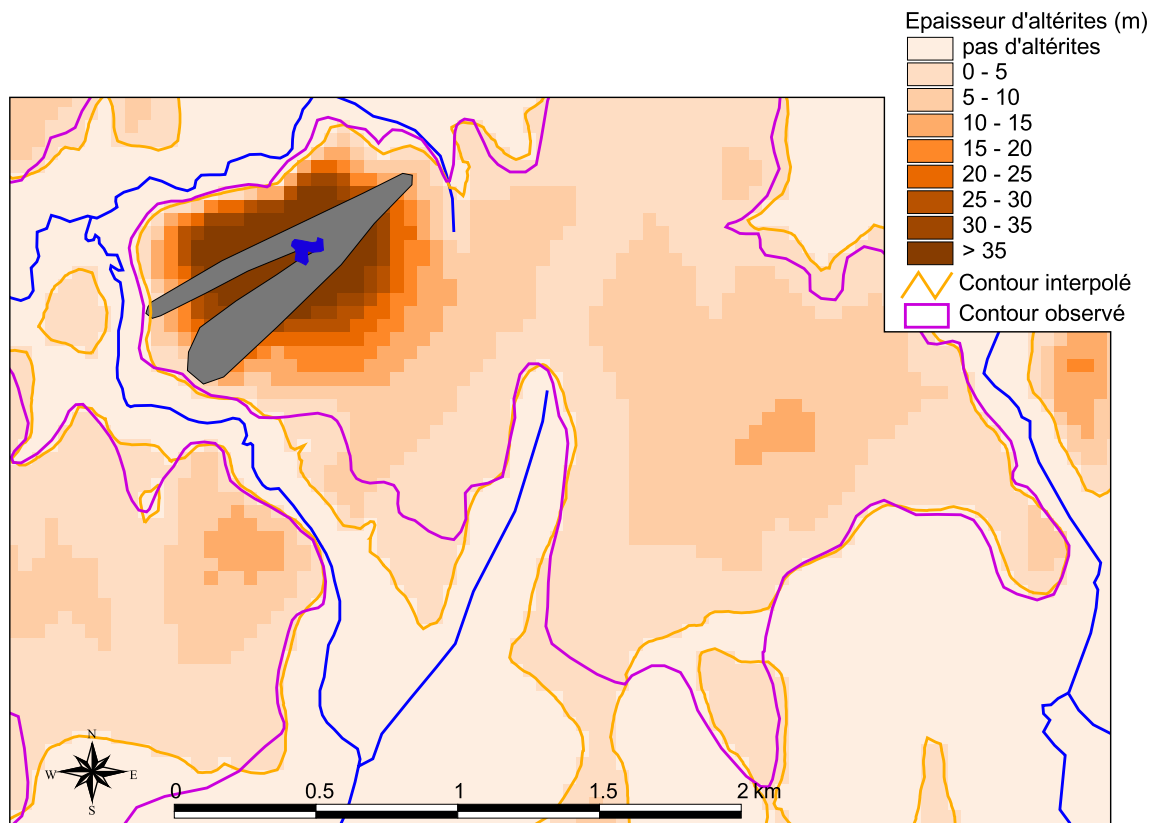 Epaisseur d'altérites (m)
pas d'altérites
0 - 5
5 - 10
10 - 15
15 - 20
20 - 25
25 - 30
30 - 35
> 35
Contour interpolé
Contour observé
N
W E
S
0 0.5 1 1.5 2 km